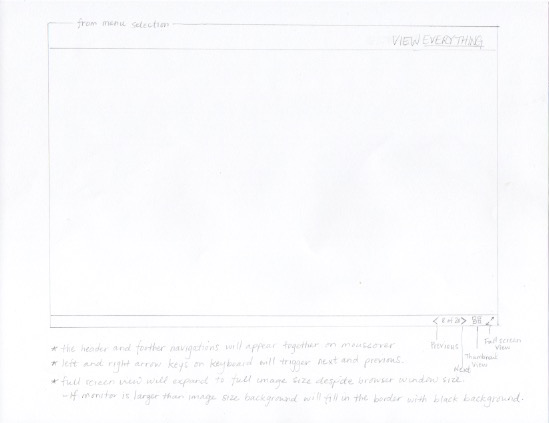 from menu selection
VIEW EVERYTHING
Previous
Next
Thumbnail
View
Full screen
view
* the header and footer navigations will appear together on mouseover
* left and right arrow keys on keyboard will trigger next and previous.
* full screen view will expand to full image size despite browser window size.
- If monitor is larger than image size background will fill in the border with black background.